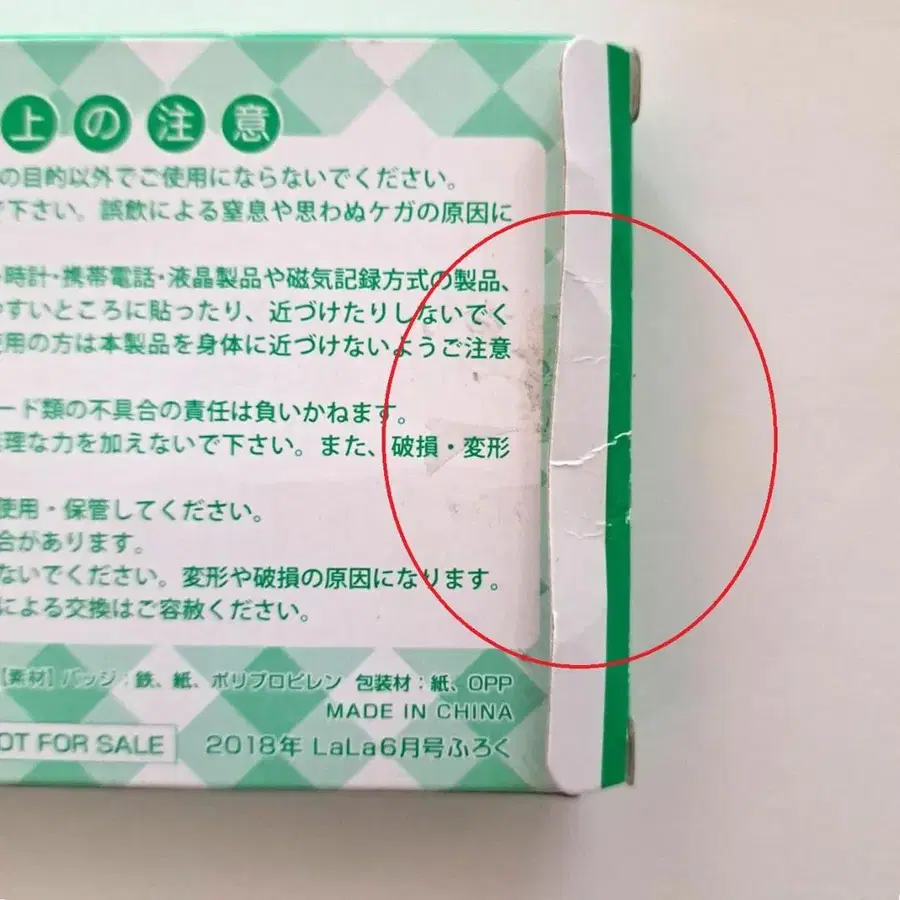 上の注意
の目的以外でご使用にならないでください。
で下さい。誤飲による窒息や思わぬケガの原因に
時計・携帯電話・液晶製品や磁気記録方式の製品、
やすいところに貼ったり、近づけたりしないでく
使用の方は本製品を身体に近づけないようご注意
ード類の不具合の責任は負いかねます。
理な力を加えないで下さい。また、破損・変形
使用・保管してください。
合があります。
ないでください。変形や破損の原因になります。
による交換はご容赦ください。
【素材】バッジ：鉄、紙、ポリプロピレン 包装材：紙、OPP
MADE IN CHINA
OT FOR SALE
2018年 LaLa6月号ふろく